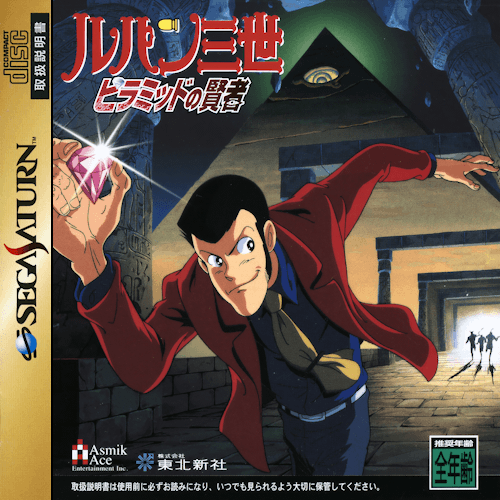 COMPACT
disc
取扱説明書
SEGA SATURN™
ルパン三世
ピラミッドの賢者
Asmik
Ace
Entertainment Inc.
株式会社
東北新社
推奨年齢
全年齢
取扱説明書は使用前に必ずお読みになり、いつでも見られるよう大切に保管してください。